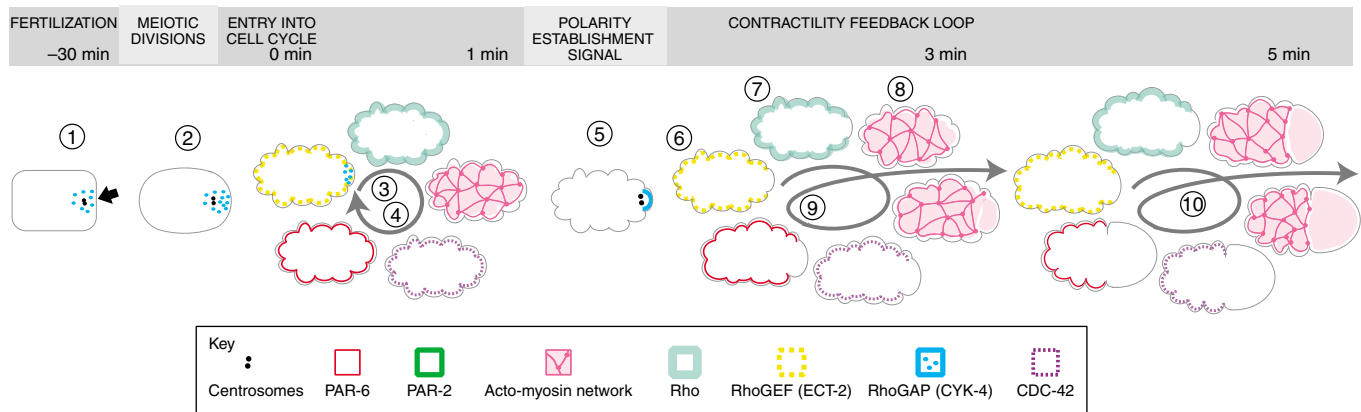 FERTILIZATION
–30 min
MEIOTIC
DIVISIONS
ENTRY INTO
CELL CYCLE
0 min
1 min
POLARITY
ESTABLISHMENT
SIGNAL
CONTRACTILITY FEEDBACK LOOP
3 min
5 min
1
2
3
4
5
6
7
8
9
10
Key
Centrosomes
PAR-6
PAR-2
Acto-myosin network
Rho
RhoGEF (ECT-2)
RhoGAP (CYK-4)
CDC-42